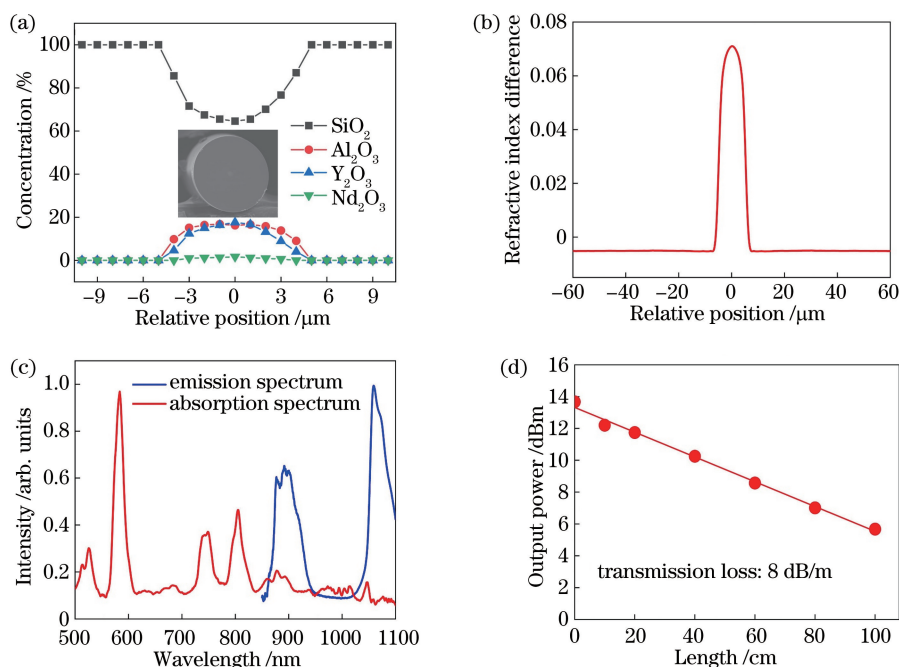 (a)
100
80
60
40
20
0
Concentration /%
SiO₂
Al₂O₃
Y₂O₃
Nd₂O₃
−9 −6 −3 0 3 6 9
Relative position /μm
(b)
0.08
0.06
0.04
0.02
0
Refractive index difference
−60 −40 −20 0 20 40 60
Relative position /μm
(c)
1.0
0.8
0.6
0.4
0.2
0
Intensity /arb. units
emission spectrum
absorption spectrum
500 600 700 800 900 1000 1100
Wavelength /nm
(d)
16
14
12
10
8
6
4
2
0
Output power /dBm
transmission loss: 8 dB/m
0 20 40 60 80 100
Length /cm